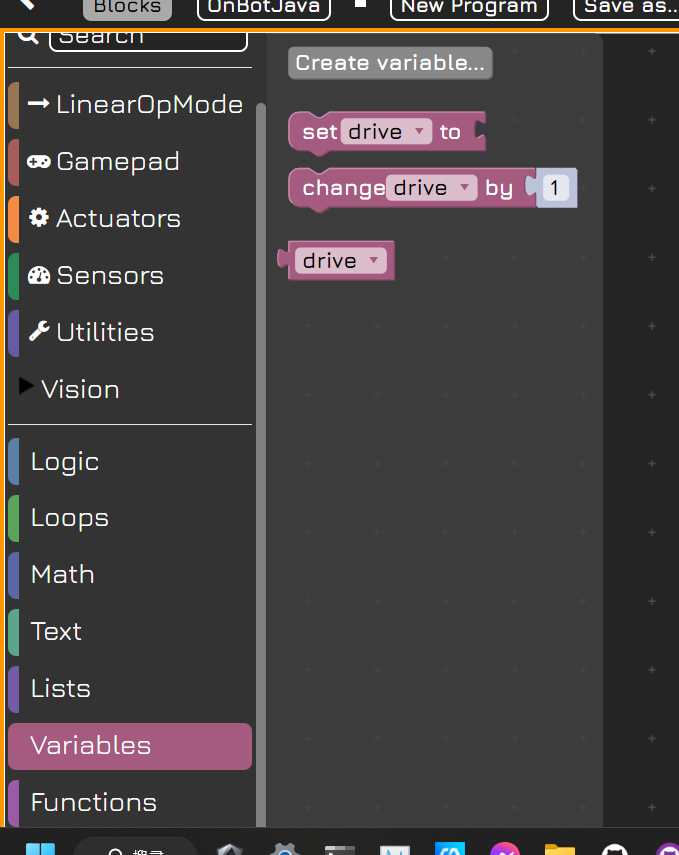 Blocks OnBotJava New Program Save as...
Search
LinearOpMode
Gamepad
Actuators
Sensors
Utilities
Vision
Logic
Loops
Math
Text
Lists
Variables
Functions
Create variable...
set drive to
change drive by 1
drive